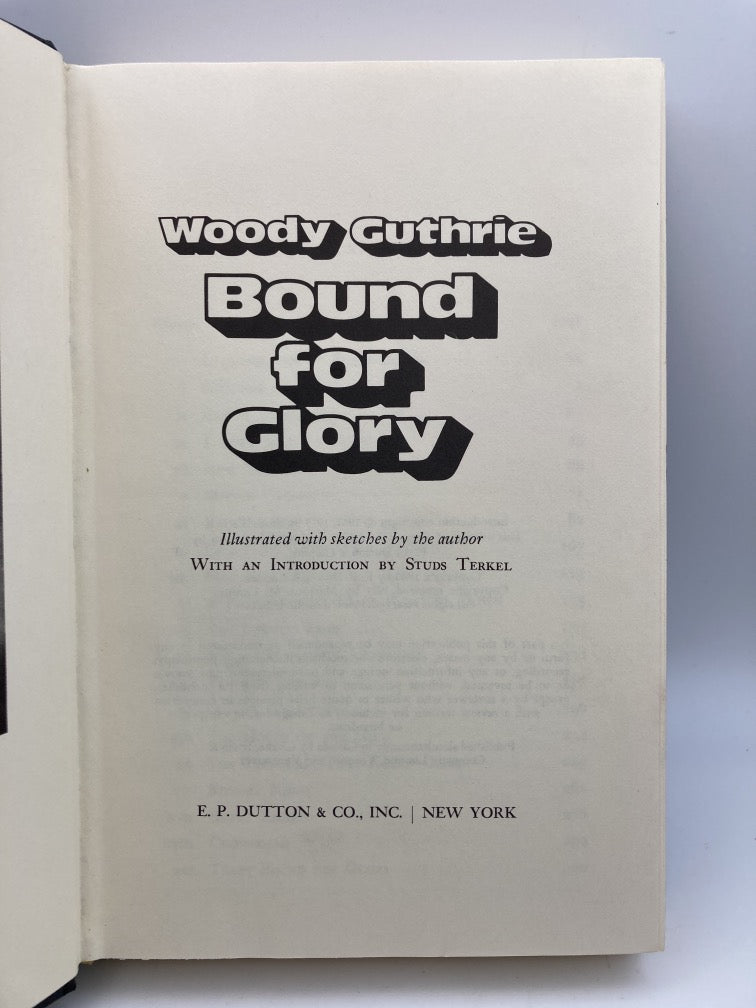 Woody Guthrie
Bound
for
Glory
Illustrated with sketches by the author
WITH AN INTRODUCTION BY STUDS TERKEL
E. P. DUTTON & CO., INC. | NEW YORK